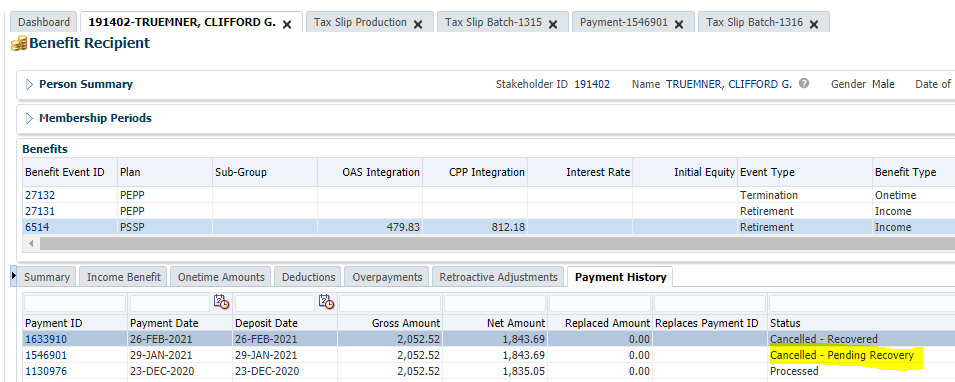 Dashboard 191402-TRUEMNER, CLIFFORD G. Tax Slip Production Tax Slip Batch-1315 Payment-1546901 Tax Slip Batch-1316
Benefit Recipient
Person Summary Stakeholder ID 191402 Name TRUEMNER, CLIFFORD G. Gender Male Date of
Membership Periods
Benefits
Benefit Event ID Plan Sub-Group OAS Integration CPP Integration Interest Rate Initial Equity Event Type Benefit Type
27132 PEPP Termination Onetime
27131 PEPP Retirement Income
6514 PSSP 479.83 812.18 Retirement Income
Summary Income Benefit Onetime Amounts Deductions Overpayments Retroactive Adjustments Payment History
Payment ID Payment Date Deposit Date Gross Amount Net Amount Replaced Amount Replaces Payment ID Status
1633910 26-FEB-2021 26-FEB-2021 2,052.52 1,843.69 0.00 Cancelled - Recovered
1546901 29-JAN-2021 29-JAN-2021 2,052.52 1,843.69 0.00 Cancelled - Pending Recovery
1130976 23-DEC-2020 23-DEC-2020 2,052.52 1,835.05 0.00 Processed